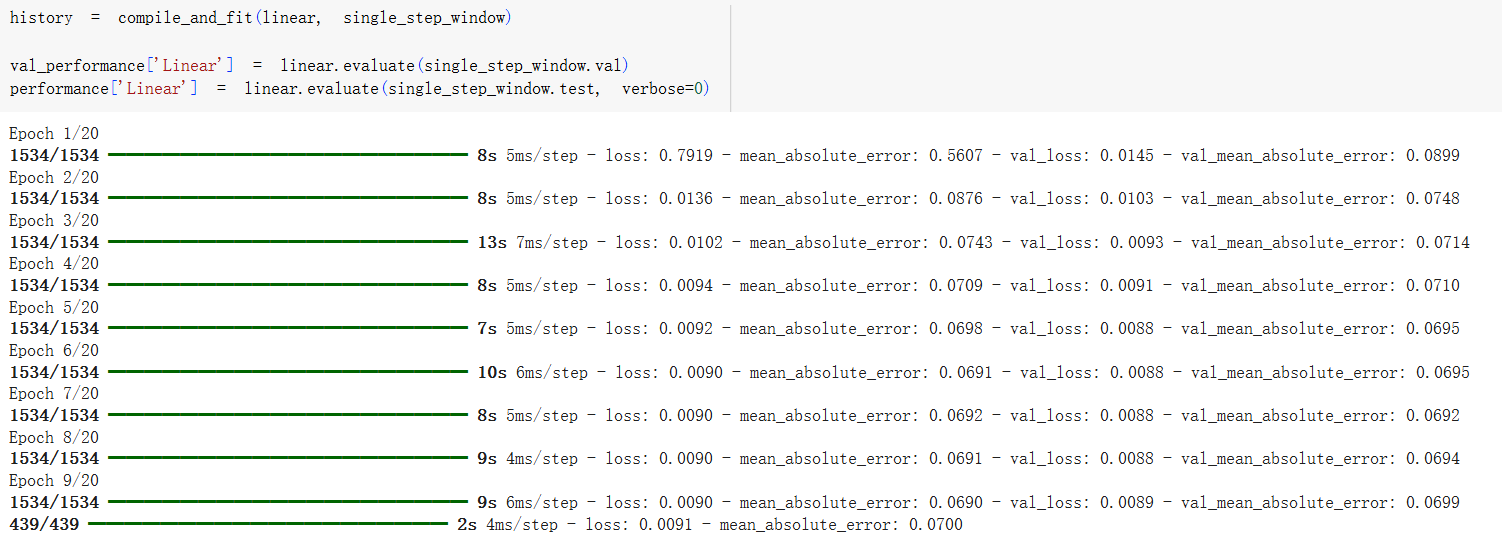 history = compile_and_fit(linear, single_step_window)
val_performance['Linear'] = linear.evaluate(single_step_window.val)
performance['Linear'] = linear.evaluate(single_step_window.test, verbose=0)
Epoch 1/20
1534/1534 ━━━━━━━━━━━━━━━━━━━━ 8s 5ms/step - loss: 0.7919 - mean_absolute_error: 0.5607 - val_loss: 0.0145 - val_mean_absolute_error: 0.0899
Epoch 2/20
1534/1534 ━━━━━━━━━━━━━━━━━━━━ 8s 5ms/step - loss: 0.0136 - mean_absolute_error: 0.0876 - val_loss: 0.0103 - val_mean_absolute_error: 0.0748
Epoch 3/20
1534/1534 ━━━━━━━━━━━━━━━━━━━━ 13s 7ms/step - loss: 0.0102 - mean_absolute_error: 0.0743 - val_loss: 0.0093 - val_mean_absolute_error: 0.0714
Epoch 4/20
1534/1534 ━━━━━━━━━━━━━━━━━━━━ 8s 5ms/step - loss: 0.0094 - mean_absolute_error: 0.0709 - val_loss: 0.0091 - val_mean_absolute_error: 0.0710
Epoch 5/20
1534/1534 ━━━━━━━━━━━━━━━━━━━━ 7s 5ms/step - loss: 0.0092 - mean_absolute_error: 0.0698 - val_loss: 0.0088 - val_mean_absolute_error: 0.0695
Epoch 6/20
1534/1534 ━━━━━━━━━━━━━━━━━━━━ 10s 6ms/step - loss: 0.0090 - mean_absolute_error: 0.0691 - val_loss: 0.0088 - val_mean_absolute_error: 0.0695
Epoch 7/20
1534/1534 ━━━━━━━━━━━━━━━━━━━━ 8s 5ms/step - loss: 0.0090 - mean_absolute_error: 0.0692 - val_loss: 0.0088 - val_mean_absolute_error: 0.0692
Epoch 8/20
1534/1534 ━━━━━━━━━━━━━━━━━━━━ 9s 4ms/step - loss: 0.0090 - mean_absolute_error: 0.0691 - val_loss: 0.0088 - val_mean_absolute_error: 0.0694
Epoch 9/20
1534/1534 ━━━━━━━━━━━━━━━━━━━━ 9s 6ms/step - loss: 0.0090 - mean_absolute_error: 0.0690 - val_loss: 0.0089 - val_mean_absolute_error: 0.0699
439/439 ━━━━━━━━━━━━━━━━━━━━ 2s 4ms/step - loss: 0.0091 - mean_absolute_error: 0.0700